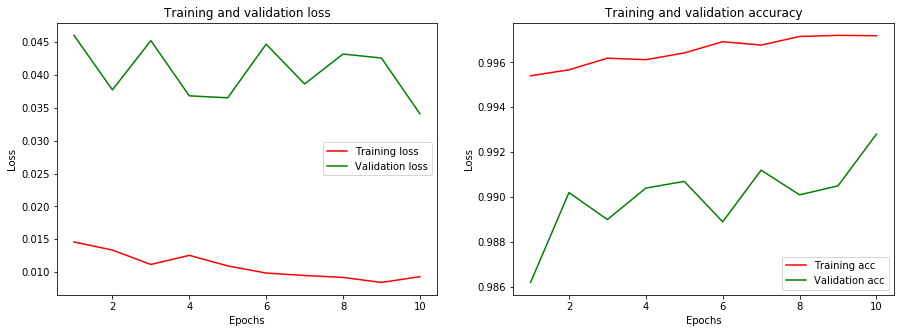 Training and validation loss
0.045
0.040
0.035
0.030
0.025
0.020
0.015
0.010
Loss
Training loss
Validation loss
2 4 6 8 10
Epochs
Training and validation accuracy
0.996
0.994
0.992
0.990
0.988
0.986
Loss
Training acc
Validation acc
2 4 6 8 10
Epochs